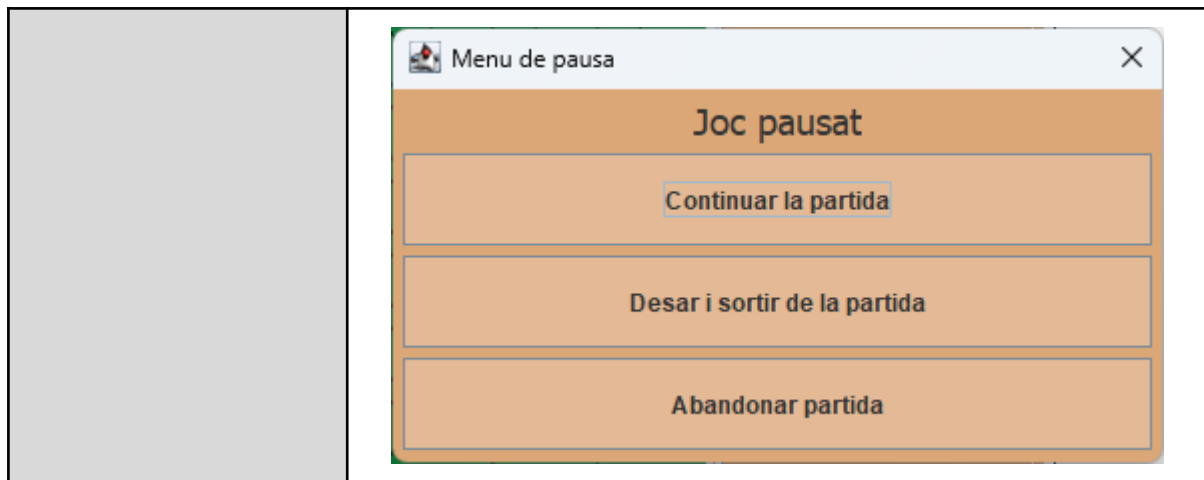 Menu de pausa
Joc pausat
Continuar la partida
Desar i sortir de la partida
Abandonar partida